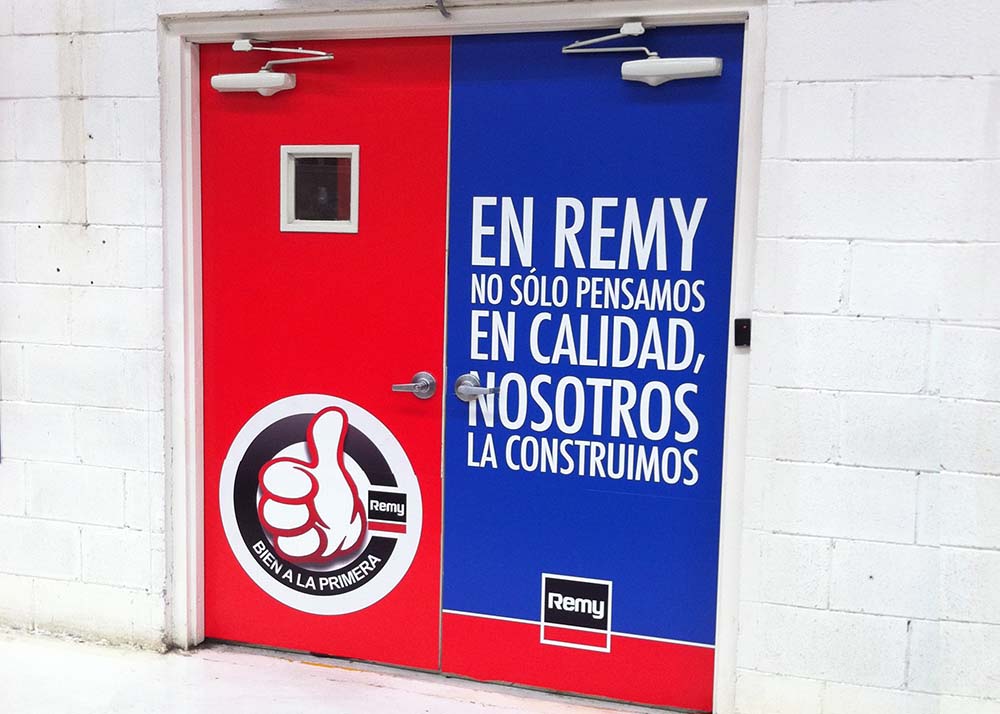 EN REMY
NO SÓLO PENSAMOS
EN CALIDAD,
NOSOTROS
LA CONSTRUIMOS
Remy
BIEN A LA PRIMERA
Remy